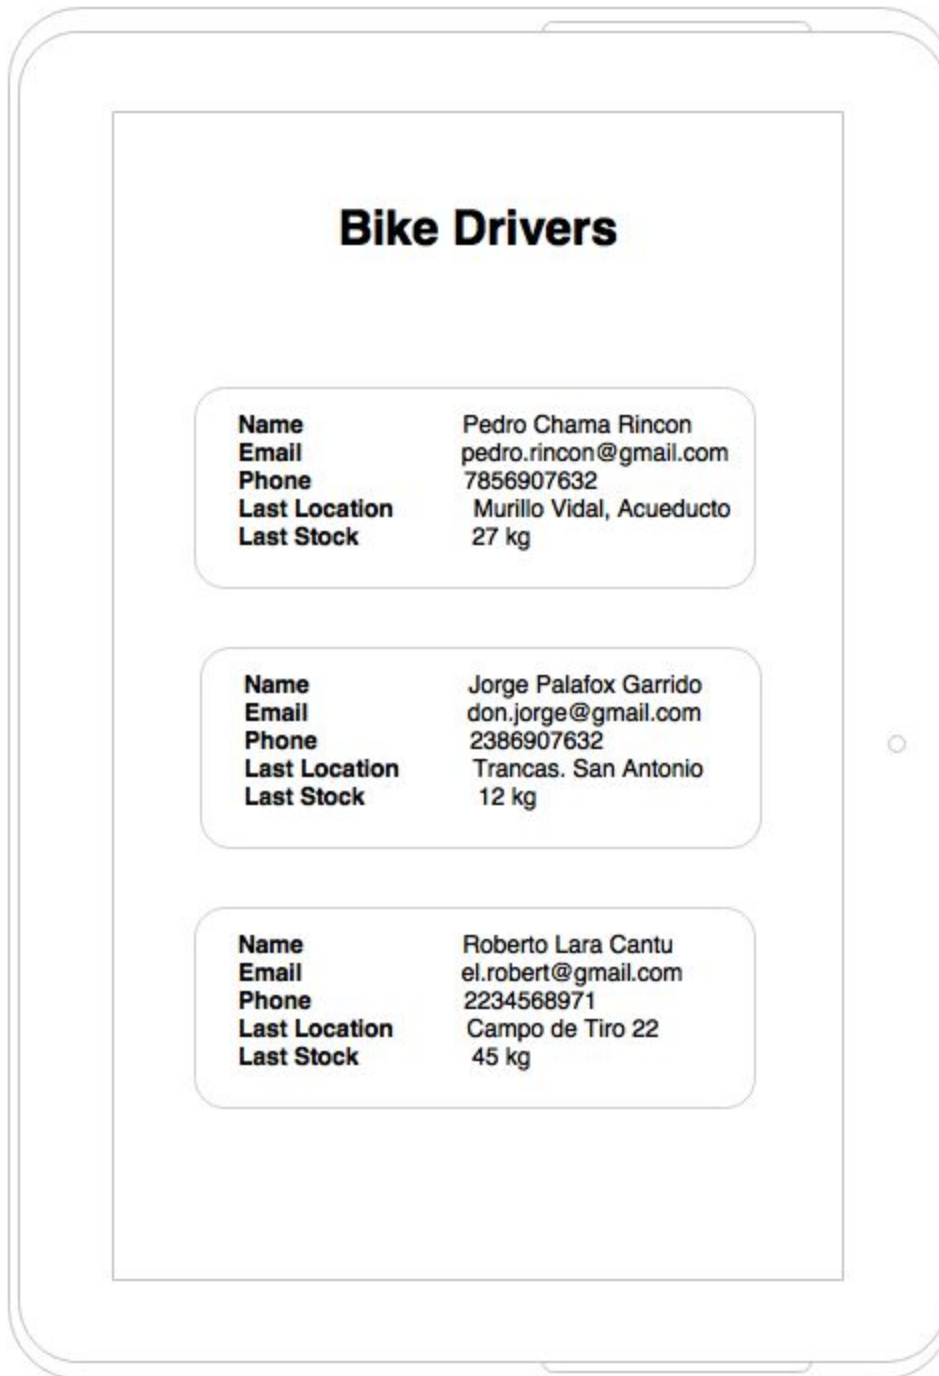 Bike Drivers
Name Pedro Chama Rincon
Email pedro.rincon@gmail.com
Phone 7856907632
Last Location Murillo Vidal, Acueducto
Last Stock 27 kg
Name Jorge Palafox Garrido
Email don.jorge@gmail.com
Phone 2386907632
Last Location Trancas. San Antonio
Last Stock 12 kg
Name Roberto Lara Cantu
Email el.robert@gmail.com
Phone 2234568971
Last Location Campo de Tiro 22
Last Stock 45 kg